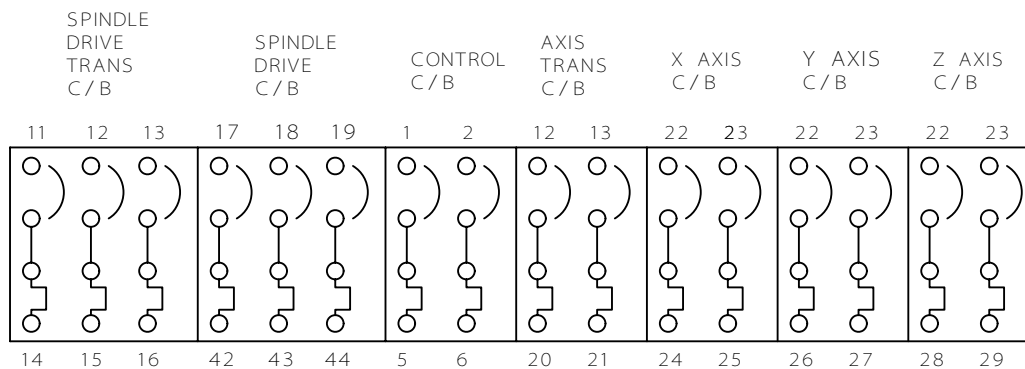 SPINDLE
DRIVE
TRANS
C/B
SPINDLE
DRIVE
C/B
CONTROL
C/B
AXIS
TRANS
C/B
X AXIS
C/B
Y AXIS
C/B
Z AXIS
C/B
11 12 13 17 18 19 1 2 12 13 22 23 22 23 22 23
14 15 16 42 43 44 5 6 20 21 24 25 26 27 28 29